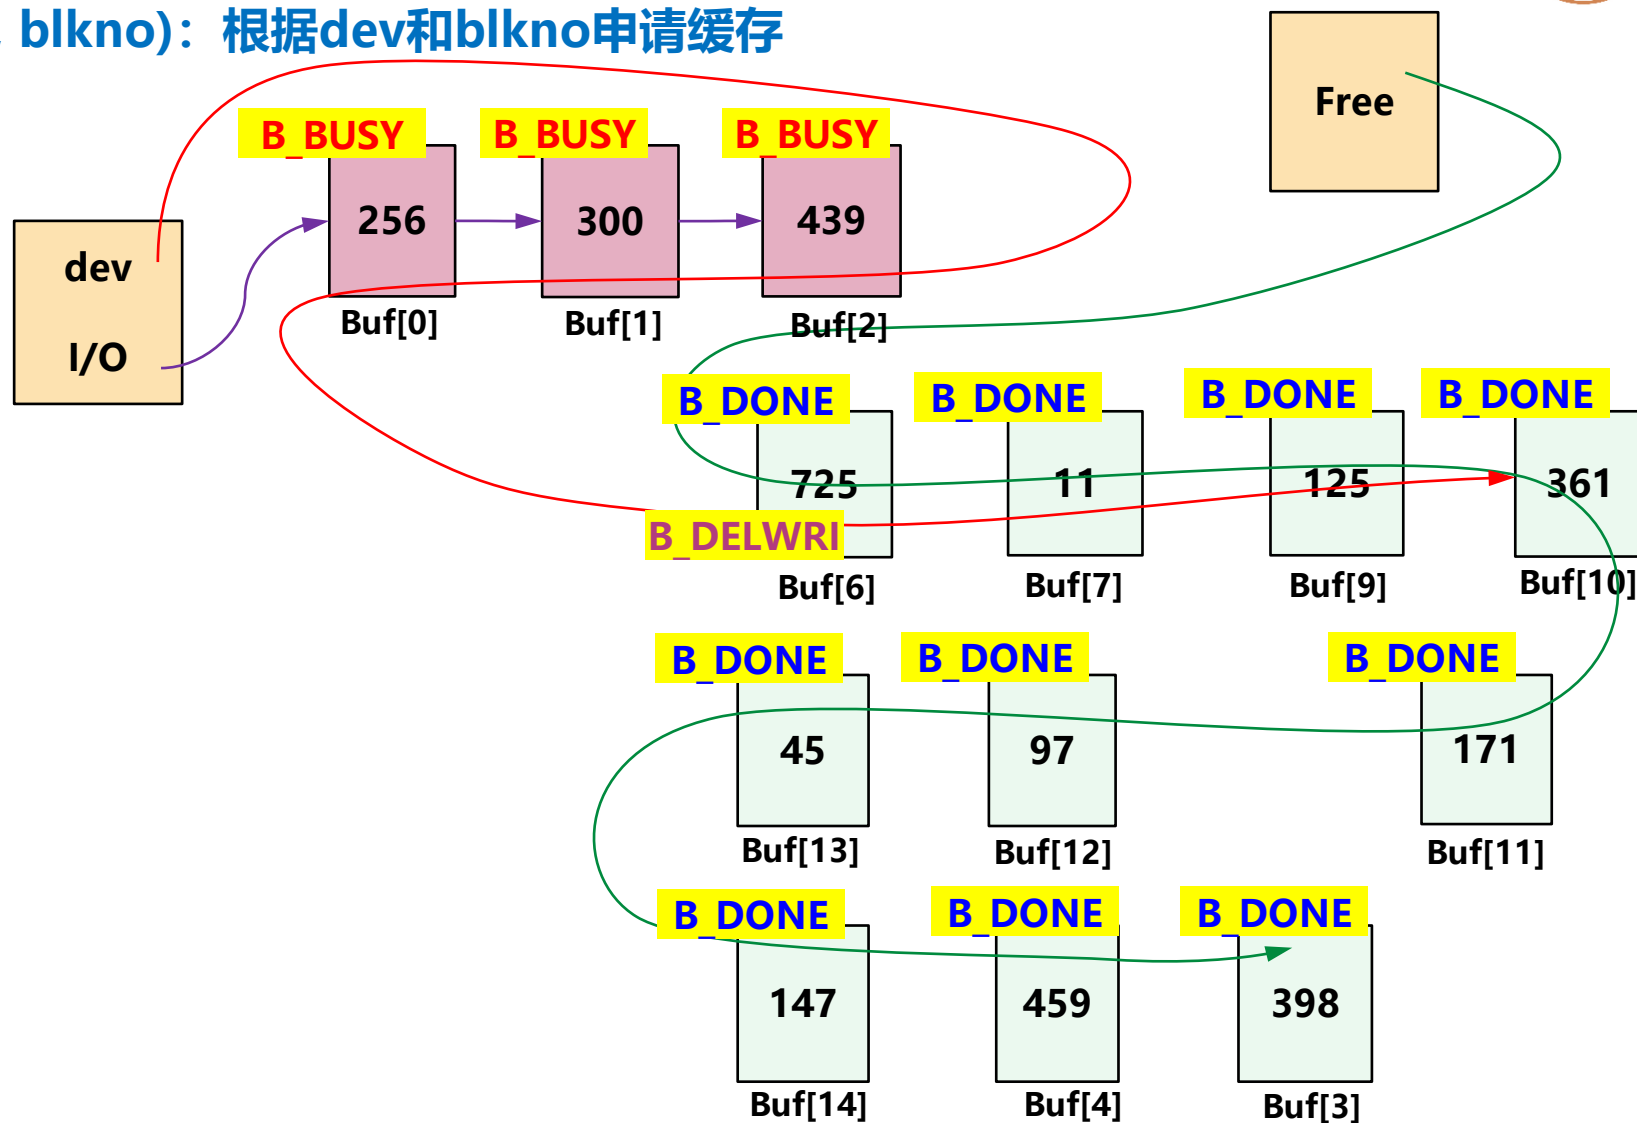 blkno)：根据dev和blkno申请缓存
Free
B_BUSY B_BUSY B_BUSY
256 300 439
dev
I/O
Buf[0] Buf[1] Buf[2]
B_DONE B_DONE B_DONE B_DONE
725 11 125 361
B_DELWRI
Buf[6] Buf[7] Buf[9] Buf[10]
B_DONE B_DONE B_DONE
45 97 171
Buf[13] Buf[12] Buf[11]
B_DONE B_DONE B_DONE
147 459 398
Buf[14] Buf[4] Buf[3]